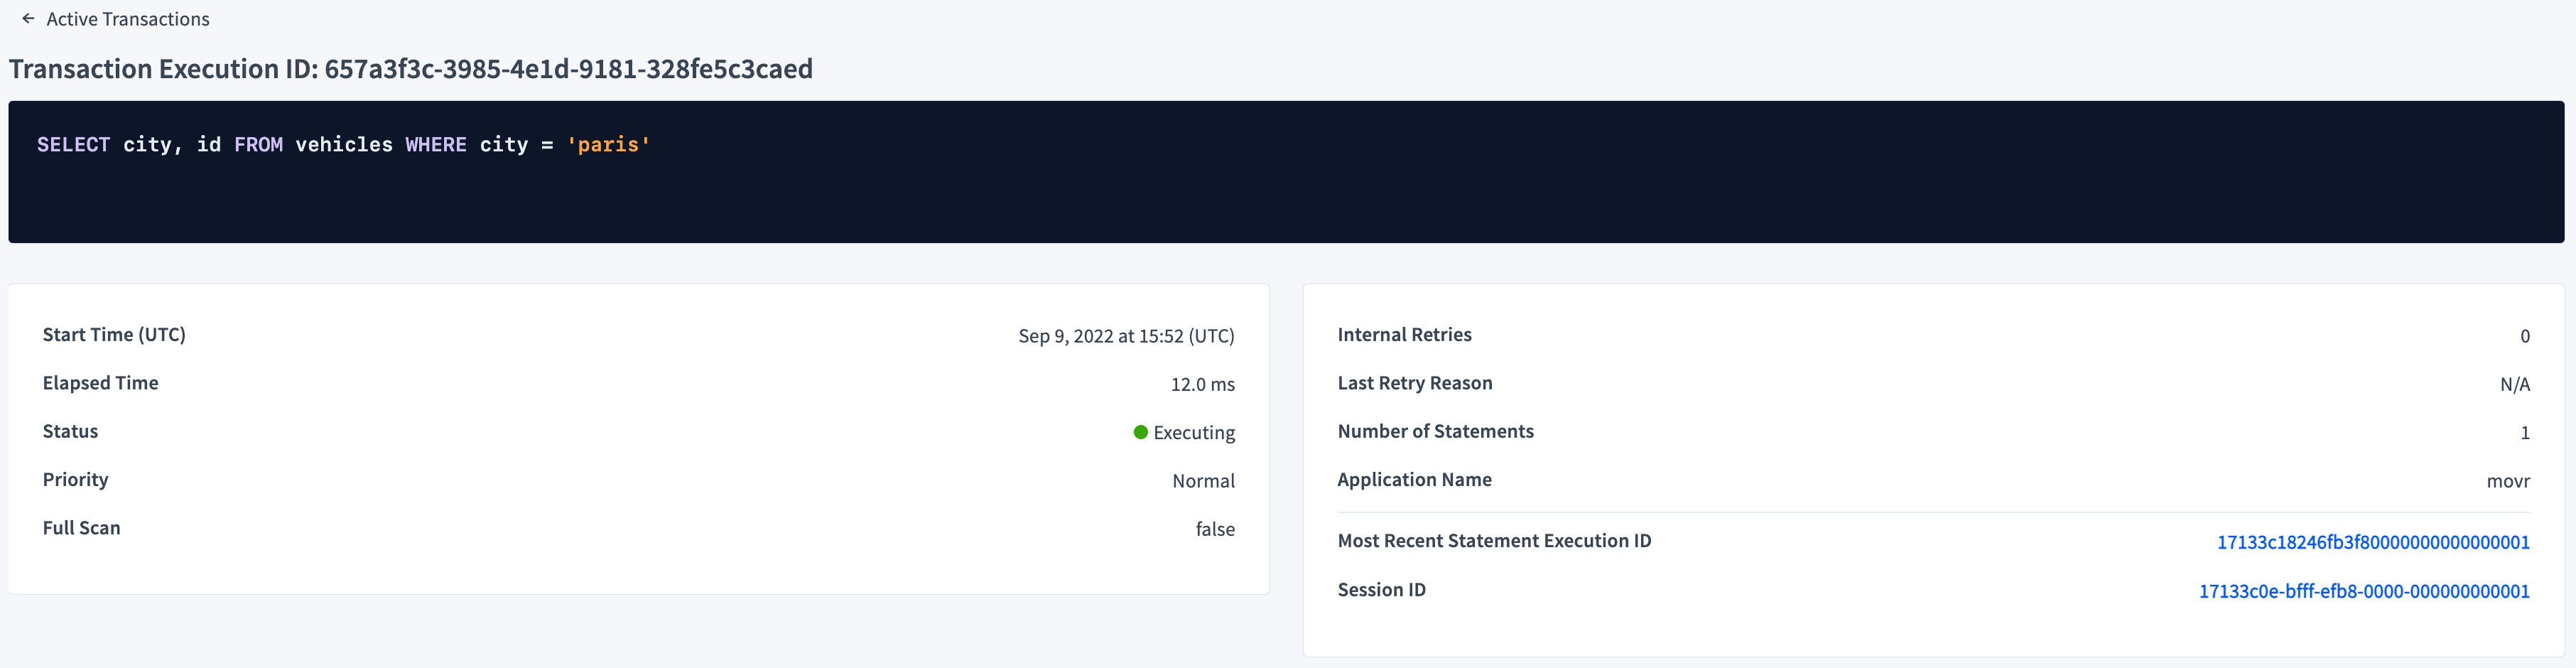 ← Active Transactions
Transaction Execution ID: 657a3f3c-3985-4e1d-9181-328fe5c3caed
SELECT city, id FROM vehicles WHERE city = 'paris'
Start Time (UTC) Sep 9, 2022 at 15:52 (UTC)
Elapsed Time 12.0 ms
Status Executing
Priority Normal
Full Scan false
Internal Retries 0
Last Retry Reason N/A
Number of Statements 1
Application Name movr
Most Recent Statement Execution ID 17133c18246fb3f80000000000000001
Session ID 17133c0e-bfff-efb8-0000-000000000001